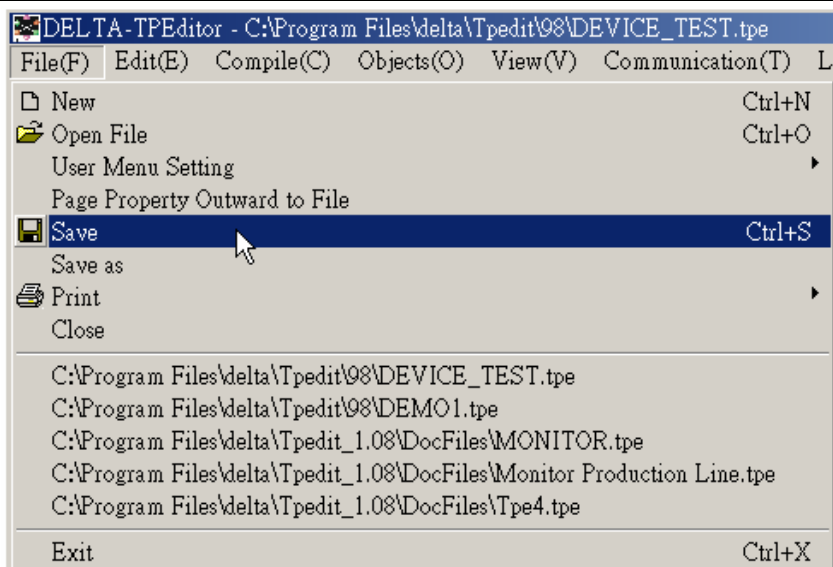 DELTA-TPEditor - C:\Program Files\delta\Tpedit\98\DEVICE_TEST.tpe
File(F) Edit(E) Compile(C) Objects(O) View(V) Communication(T) L
New Ctrl+N
Open File Ctrl+O
User Menu Setting
Page Property Outward to File
Save Ctrl+S
Save as
Print
Close
C:\Program Files\delta\Tpedit\98\DEVICE_TEST.tpe
C:\Program Files\delta\Tpedit\98\DEMO1.tpe
C:\Program Files\delta\Tpedit_1.08\DocFiles\MONITOR.tpe
C:\Program Files\delta\Tpedit_1.08\DocFiles\Monitor Production Line.tpe
C:\Program Files\delta\Tpedit_1.08\DocFiles\Tpe4.tpe
Exit Ctrl+X